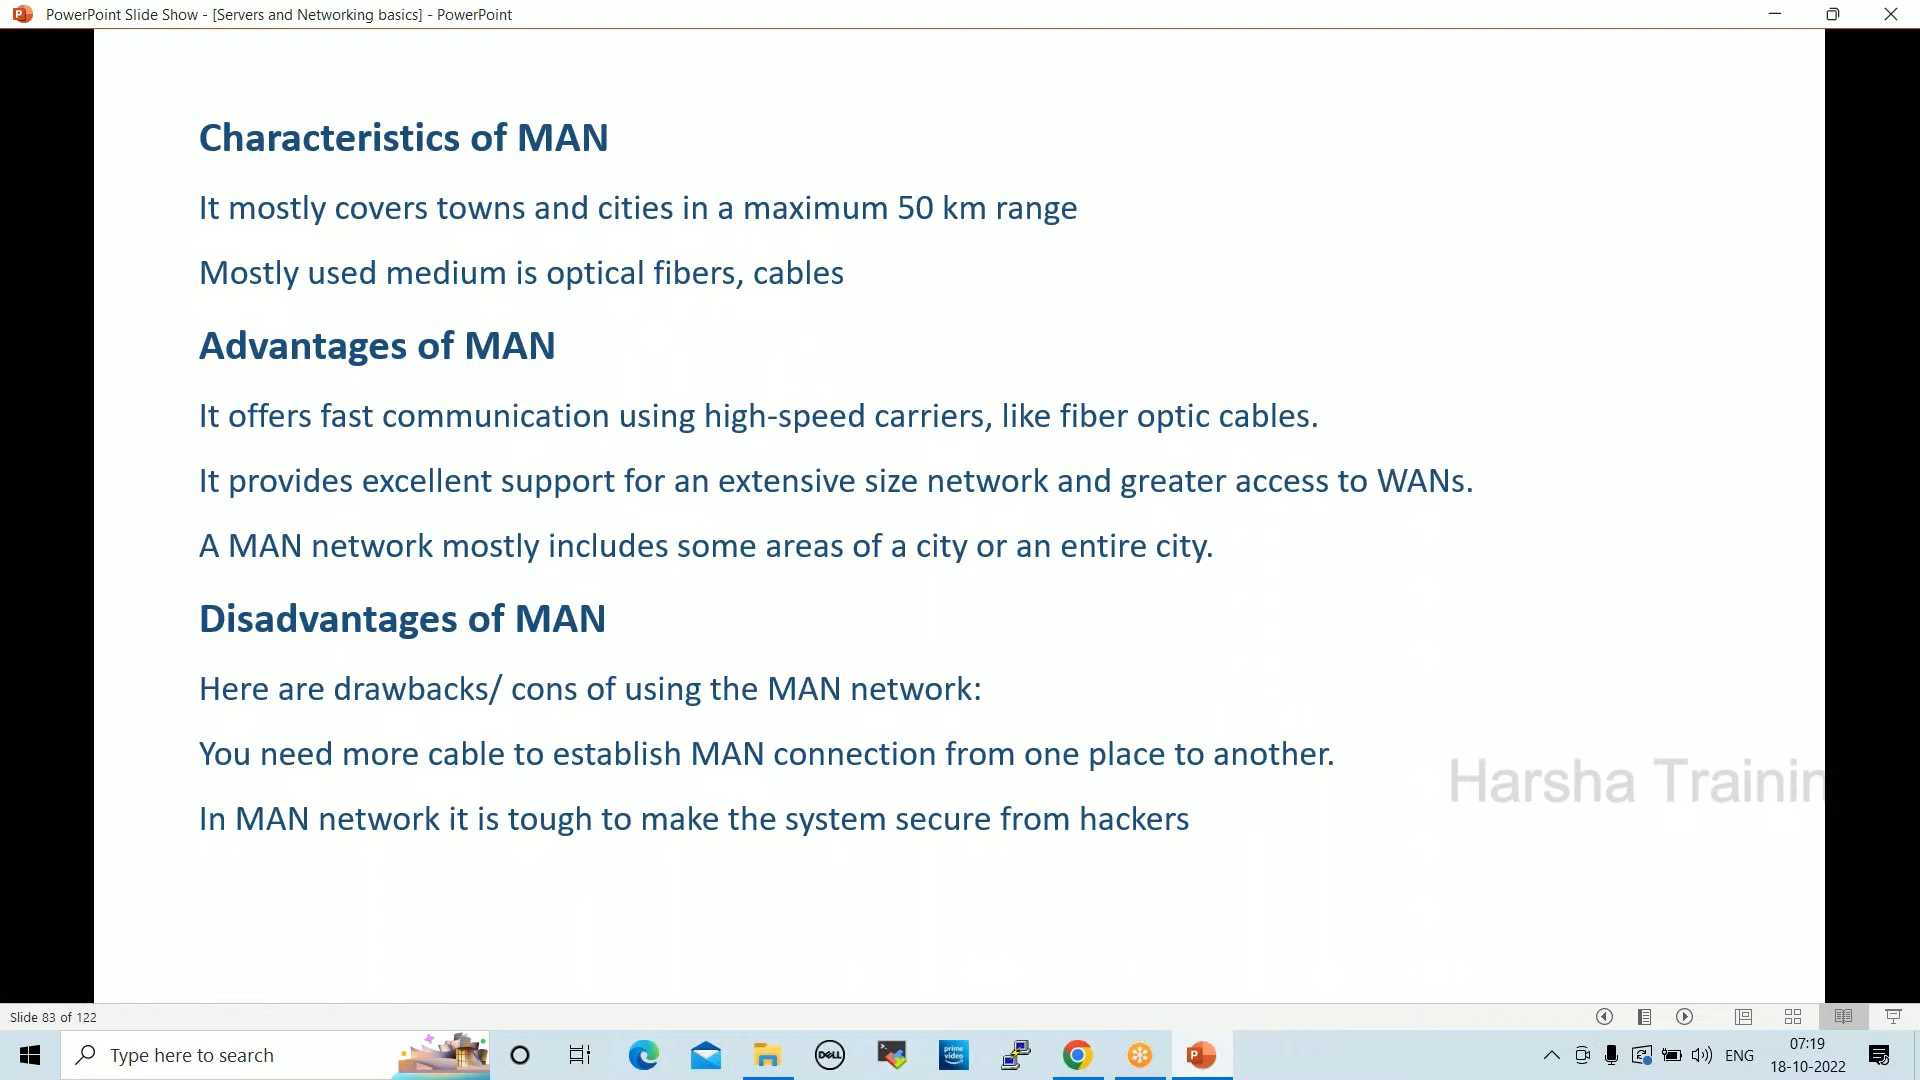 PowerPoint Slide Show - [Servers and Networking basics] - PowerPoint
Characteristics of MAN
It mostly covers towns and cities in a maximum 50 km range
Mostly used medium is optical fibers, cables
Advantages of MAN
It offers fast communication using high-speed carriers, like fiber optic cables.
It provides excellent support for an extensive size network and greater access to WANs.
A MAN network mostly includes some areas of a city or an entire city.
Disadvantages of MAN
Here are drawbacks/ cons of using the MAN network:
You need more cable to establish MAN connection from one place to another.
Harsha Trainin
In MAN network it is tough to make the system secure from hackers
Slide 83 of 122
Type here to search
DELL
prime
video
ENG
07:19
18-10-2022